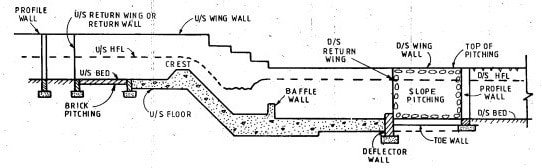 PROFILE
WALL
U/S RETURN WING OR
RETURN WALL
U/S WING WALL
U/S HFL
CREST
U/S BED
BRICK
PITCHING
U/S FLOOR
BAFFLE
WALL
D/S
RETURN
WING
D/S WING
WALL
TOP OF
PITCHING
D/S HFL
SLOPE
PITCHING
PROFILE
WALL
D/S BED
TOE WALL
DEFLECTOR
WALL